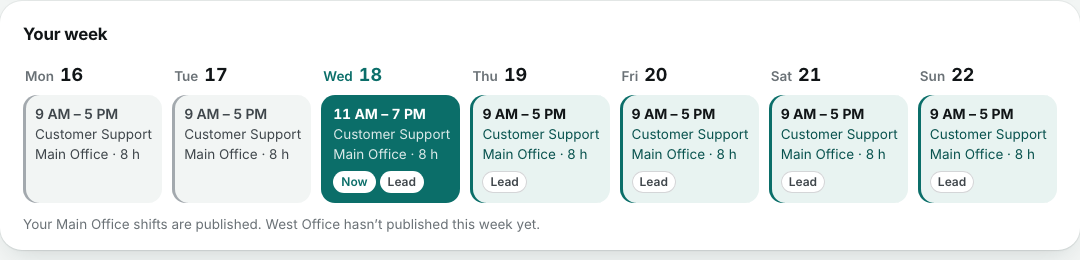 Your week
Mon 16
9 AM – 5 PM
Customer Support
Main Office · 8 h
Tue 17
9 AM – 5 PM
Customer Support
Main Office · 8 h
Wed 18
11 AM – 7 PM
Customer Support
Main Office · 8 h
Now Lead
Thu 19
9 AM – 5 PM
Customer Support
Main Office · 8 h
Lead
Fri 20
9 AM – 5 PM
Customer Support
Main Office · 8 h
Lead
Sat 21
9 AM – 5 PM
Customer Support
Main Office · 8 h
Lead
Sun 22
9 AM – 5 PM
Customer Support
Main Office · 8 h
Lead
Your Main Office shifts are published. West Office hasn’t published this week yet.